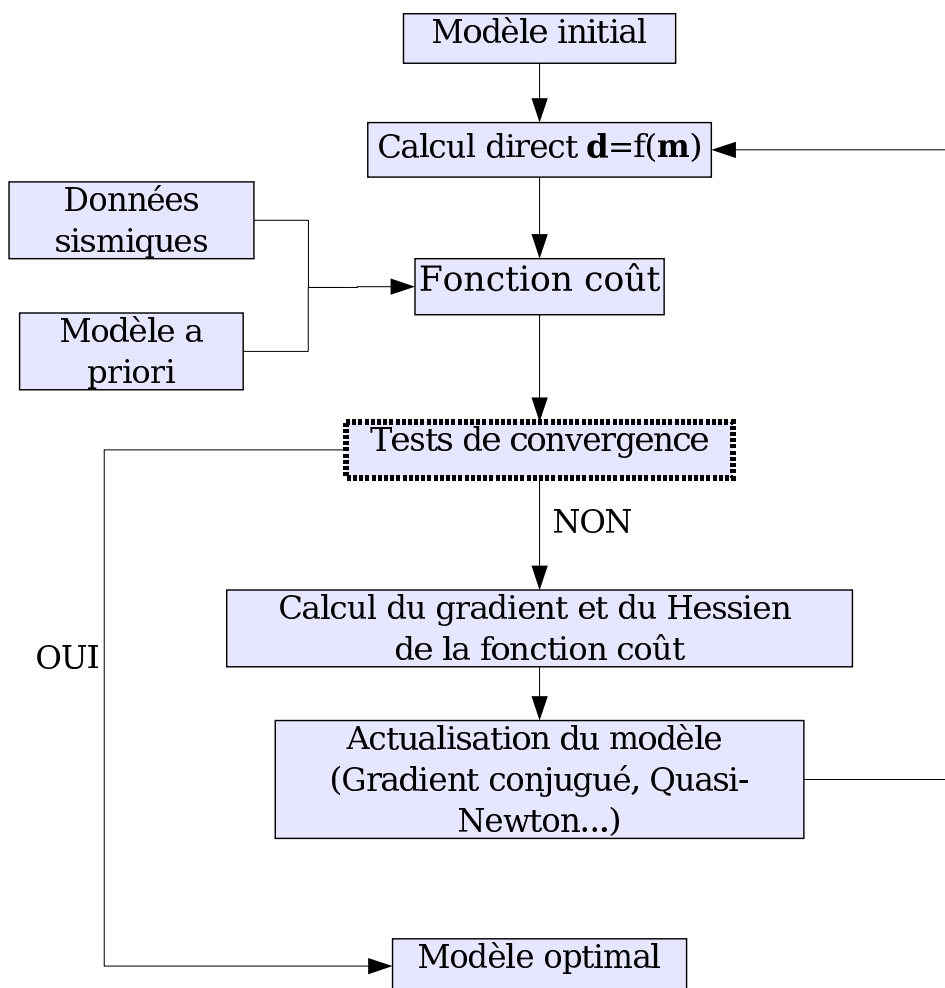 Modèle initial
Calcul direct d=f(m)
Données
sismiques
Fonction coût
Modèle a
priori
Tests de convergence
NON
Calcul du gradient et du Hessien
de la fonction coût
OUI
Actualisation du modèle
(Gradient conjugué, Quasi-
Newton...)
Modèle optimal